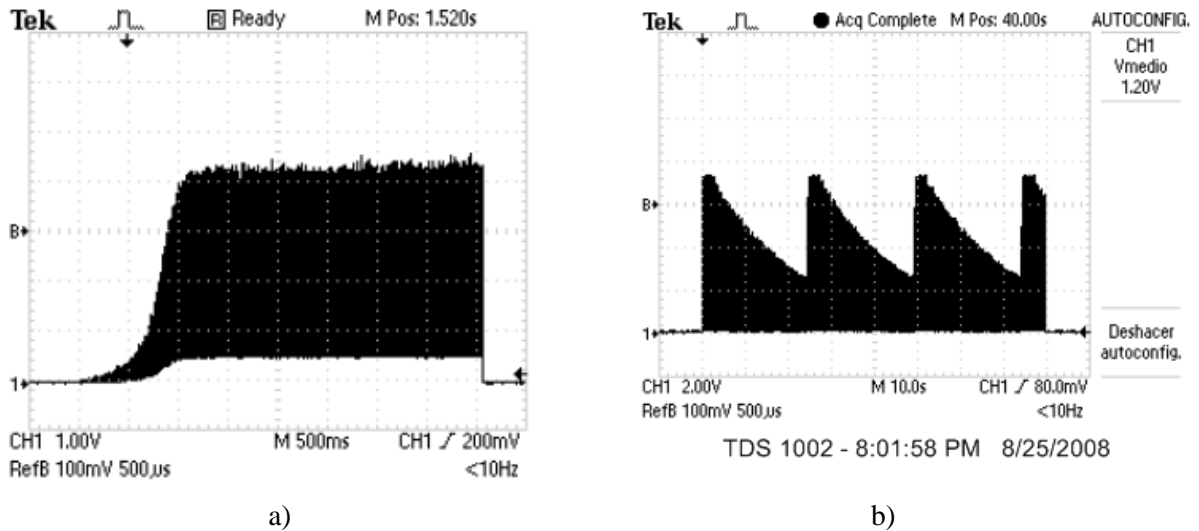 Tek
R Ready
M Pos: 1.520s
B
1
CH1 1.00V
M 500ms
CH1 200mV
RefB 100mV 500µs
<10Hz
a)
Tek
Acq Complete
M Pos: 40.00s
AUTOCONFIG.
CH1
Vmedio
1.20V
B
1
Deshacer
autoconfig.
CH1 2.00V
M 10.0s
CH1 80.0mV
RefB 100mV 500µs
<10Hz
TDS 1002 - 8:01:58 PM 8/25/2008
b)